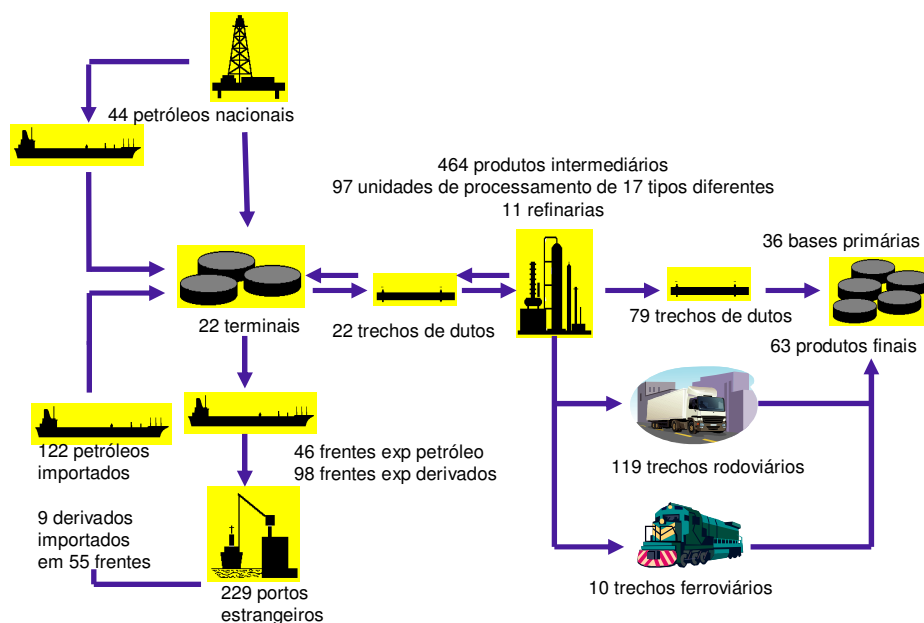 44 petróleos nacionais
464 produtos intermediários
97 unidades de processamento de 17 tipos diferentes
11 refinarias
36 bases primárias
22 terminais
22 trechos de dutos
79 trechos de dutos
63 produtos finais
122 petróleos
importados
46 frentes exp petróleo
98 frentes exp derivados
119 trechos rodoviários
9 derivados
importados
em 55 frentes
229 portos
estrangeiros
10 trechos ferroviários